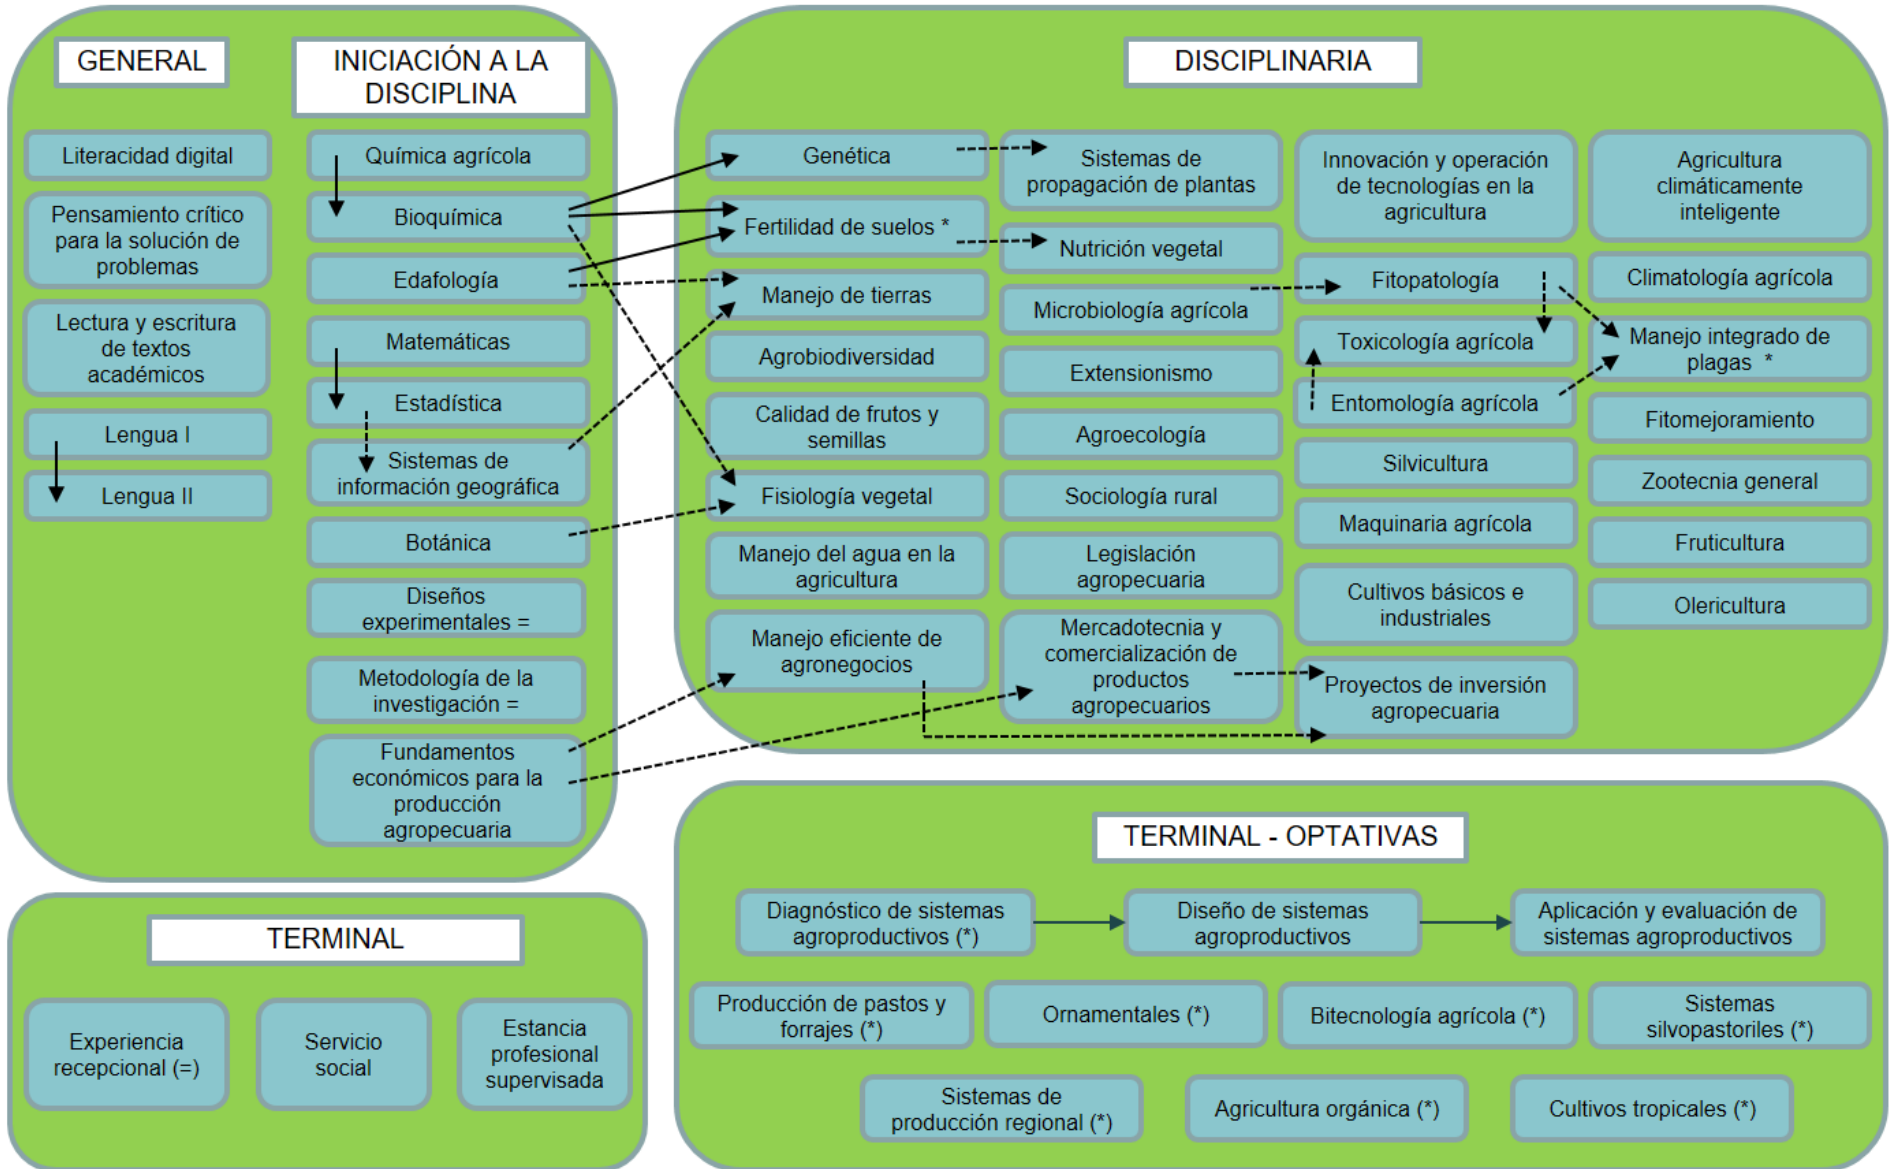 GENERAL
Literacidad digital
Pensamiento crítico
para la solución de
problemas
Lectura y escritura
de textos
académicos
Lengua I
Lengua II
INICIACIÓN A LA
DISCIPLINA
Química agrícola
Bioquímica
Edafología
Matemáticas
Estadística
Sistemas de
información geográfica
Botánica
Diseños
experimentales =
Metodología de la
investigación =
Fundamentos
económicos para la
producción
agropecuaria
DISCIPLINARIA
Genética
Fertilidad de suelos *
Manejo de tierras
Agrobiodiversidad
Calidad de frutos y
semillas
Fisiología vegetal
Manejo del agua en la
agricultura
Manejo eficiente de
agronegocios
Sistemas de
propagación de plantas
Nutrición vegetal
Microbiología agrícola
Extensionismo
Agroecología
Sociología rural
Legislación
agropecuaria
Mercadotecnia y
comercialización de
productos
agropecuarios
Innovación y operación
de tecnologías en la
agricultura
Fitopatología
Toxicología agrícola
Entomología agrícola
Silvicultura
Maquinaria agrícola
Cultivos básicos e
industriales
Proyectos de inversión
agropecuaria
Agricultura
climáticamente
inteligente
Climatología agrícola
Manejo integrado de
plagas *
Fitomejoramiento
Zootecnia general
Fruticultura
Olericultura
TERMINAL
Experiencia
recepcional (=)
Servicio
social
Estancia
profesional
supervisada
TERMINAL - OPTATIVAS
Diagnóstico de sistemas
agroproductivos (*)
Diseño de sistemas
agroproductivos
Aplicación y evaluación de
sistemas agroproductivos
Producción de pastos y
forrajes (*)
Ornamentales (*)
Bitecnología agrícola (*)
Sistemas
silvopastoriles (*)
Sistemas de
producción regional (*)
Agricultura orgánica (*)
Cultivos tropicales (*)